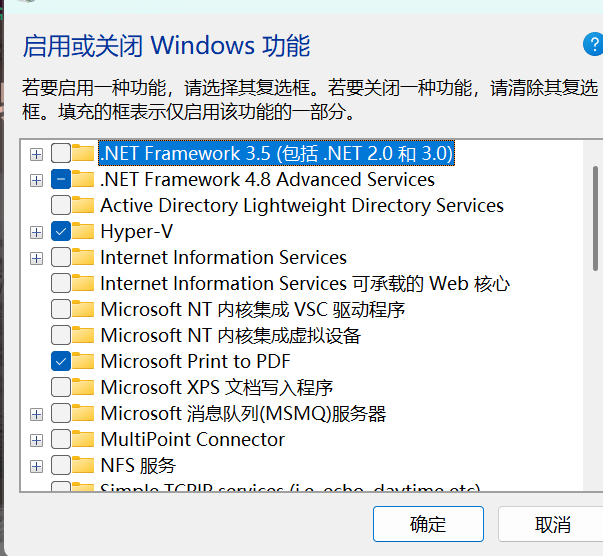 启用或关闭 Windows 功能
?
若要启用一种功能，请选择其复选框。若要关闭一种功能，请清除其复选
框。填充的框表示仅启用该功能的一部分。
.NET Framework 3.5 (包括 .NET 2.0 和 3.0)
.NET Framework 4.8 Advanced Services
Active Directory Lightweight Directory Services
Hyper-V
Internet Information Services
Internet Information Services 可承载的 Web 核心
Microsoft NT 内核集成 VSC 驱动程序
Microsoft NT 内核集成虚拟设备
Microsoft Print to PDF
Microsoft XPS 文档写入程序
Microsoft 消息队列(MSMQ)服务器
MultiPoint Connector
NFS 服务
Simple TCPIP services (i.e. echo, daytime etc)
确定
取消